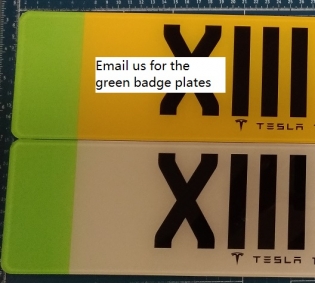 Email us for the
green badge plates
XIII
TESLA
XIII
TESLA